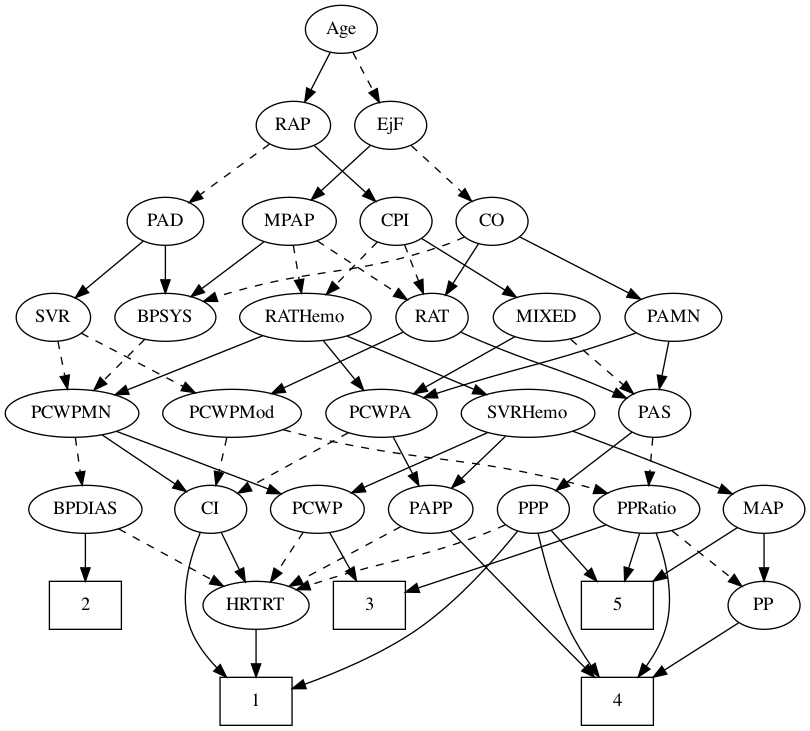 Age
RAP
EjF
PAD
MPAP
CPI
CO
SVR
BPSYS
RATHemo
RAT
MIXED
PAMN
PCWPMN
PCWPMod
PCWPA
SVRHemo
PAS
BPDIAS
CI
PCWP
PAPP
PPP
PPRatio
MAP
2
HRTRT
3
5
PP
1
4